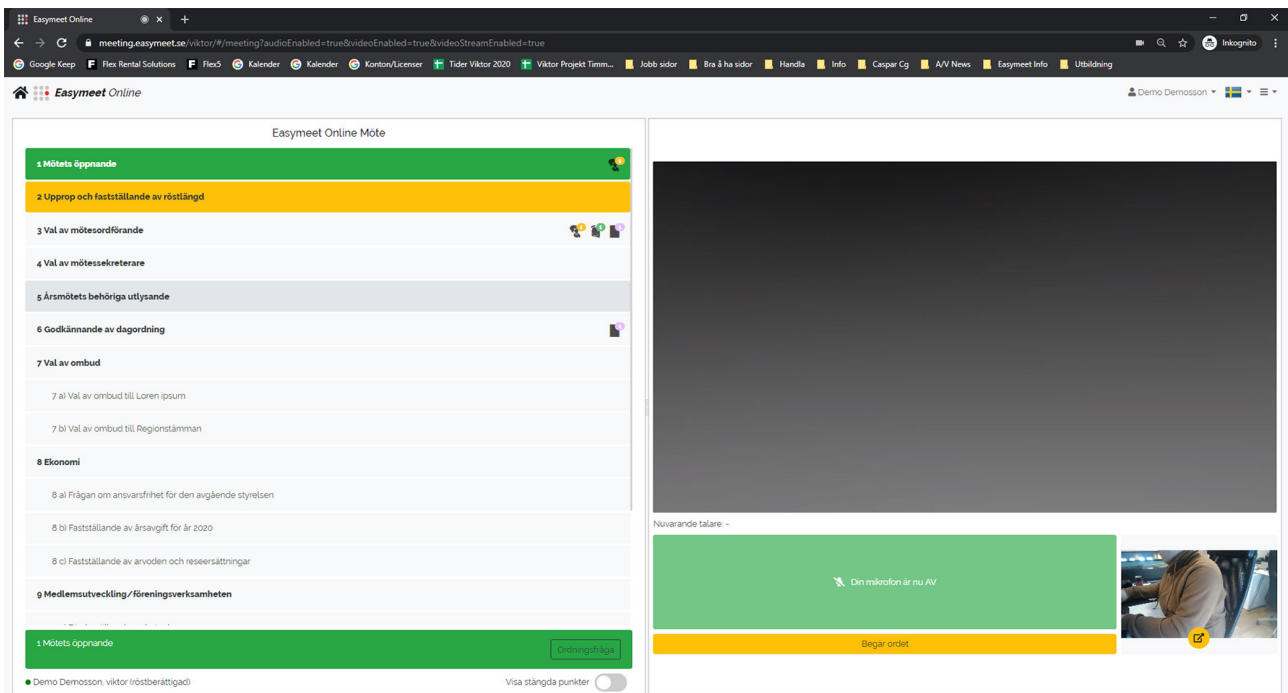 Easymeet Online
meeting.easymeet.se/viktor/#/meeting?audioEnabled=true&videoEnabled=true&videoStreamEnabled=true
Inkognito
Google Keep Flex Rental Solutions Flex5 Kalender Kalender Konton/Licenser Tider Viktor 2020 Viktor Projekt Timm... Jobb sidor Bra å ha sidor Handla Info Caspar Cg A/V News Easymeet Info Utbildning
Easymeet Online
Demo Demosson
Easymeet Online Möte
1 Mötets öppnande
2 Upprop och fastställande av röstlängd
3 Val av mötesordförande
4 Val av mötessekreterare
5 Årsmötets behöriga utlysande
6 Godkännande av dagordning
7 Val av ombud
7 a) Val av ombud till Loren ipsum
7 b) Val av ombud till Regionstämman
8 Ekonomi
8 a) Frågan om ansvarsfrihet för den avgående styrelsen
8 b) Fastställande av årsavgift för år 2020
8 c) Fastställande av arvoden och reseersättningar
9 Medlemsutveckling/föreningsverksamheten
1 Mötets öppnande
Ordningsfråga
Demo Demosson, viktor (röstberättigad)
Visa stängda punkter
Nuvarande talare: -
Din mikrofon är nu AV
Begär ordet